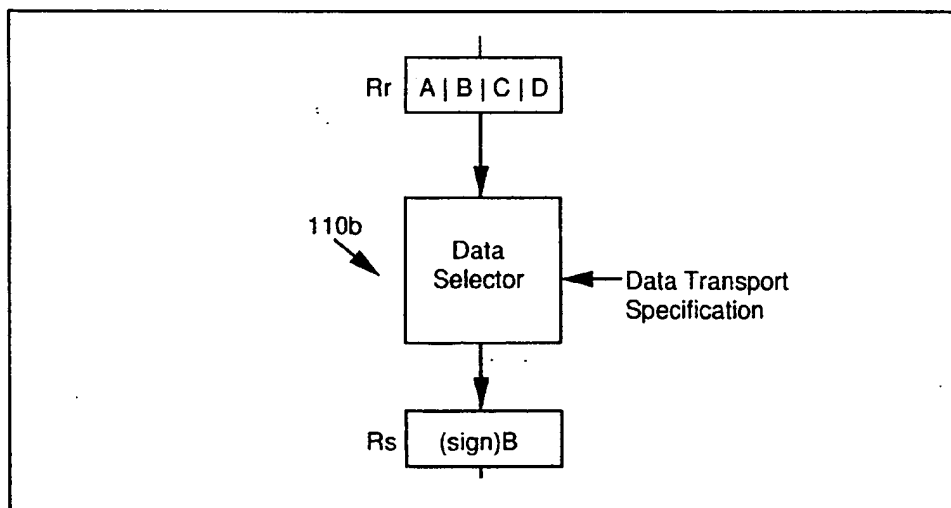 Rr A | B | C | D
110b
Data
Selector
Data Transport
Specification
Rs (sign)B